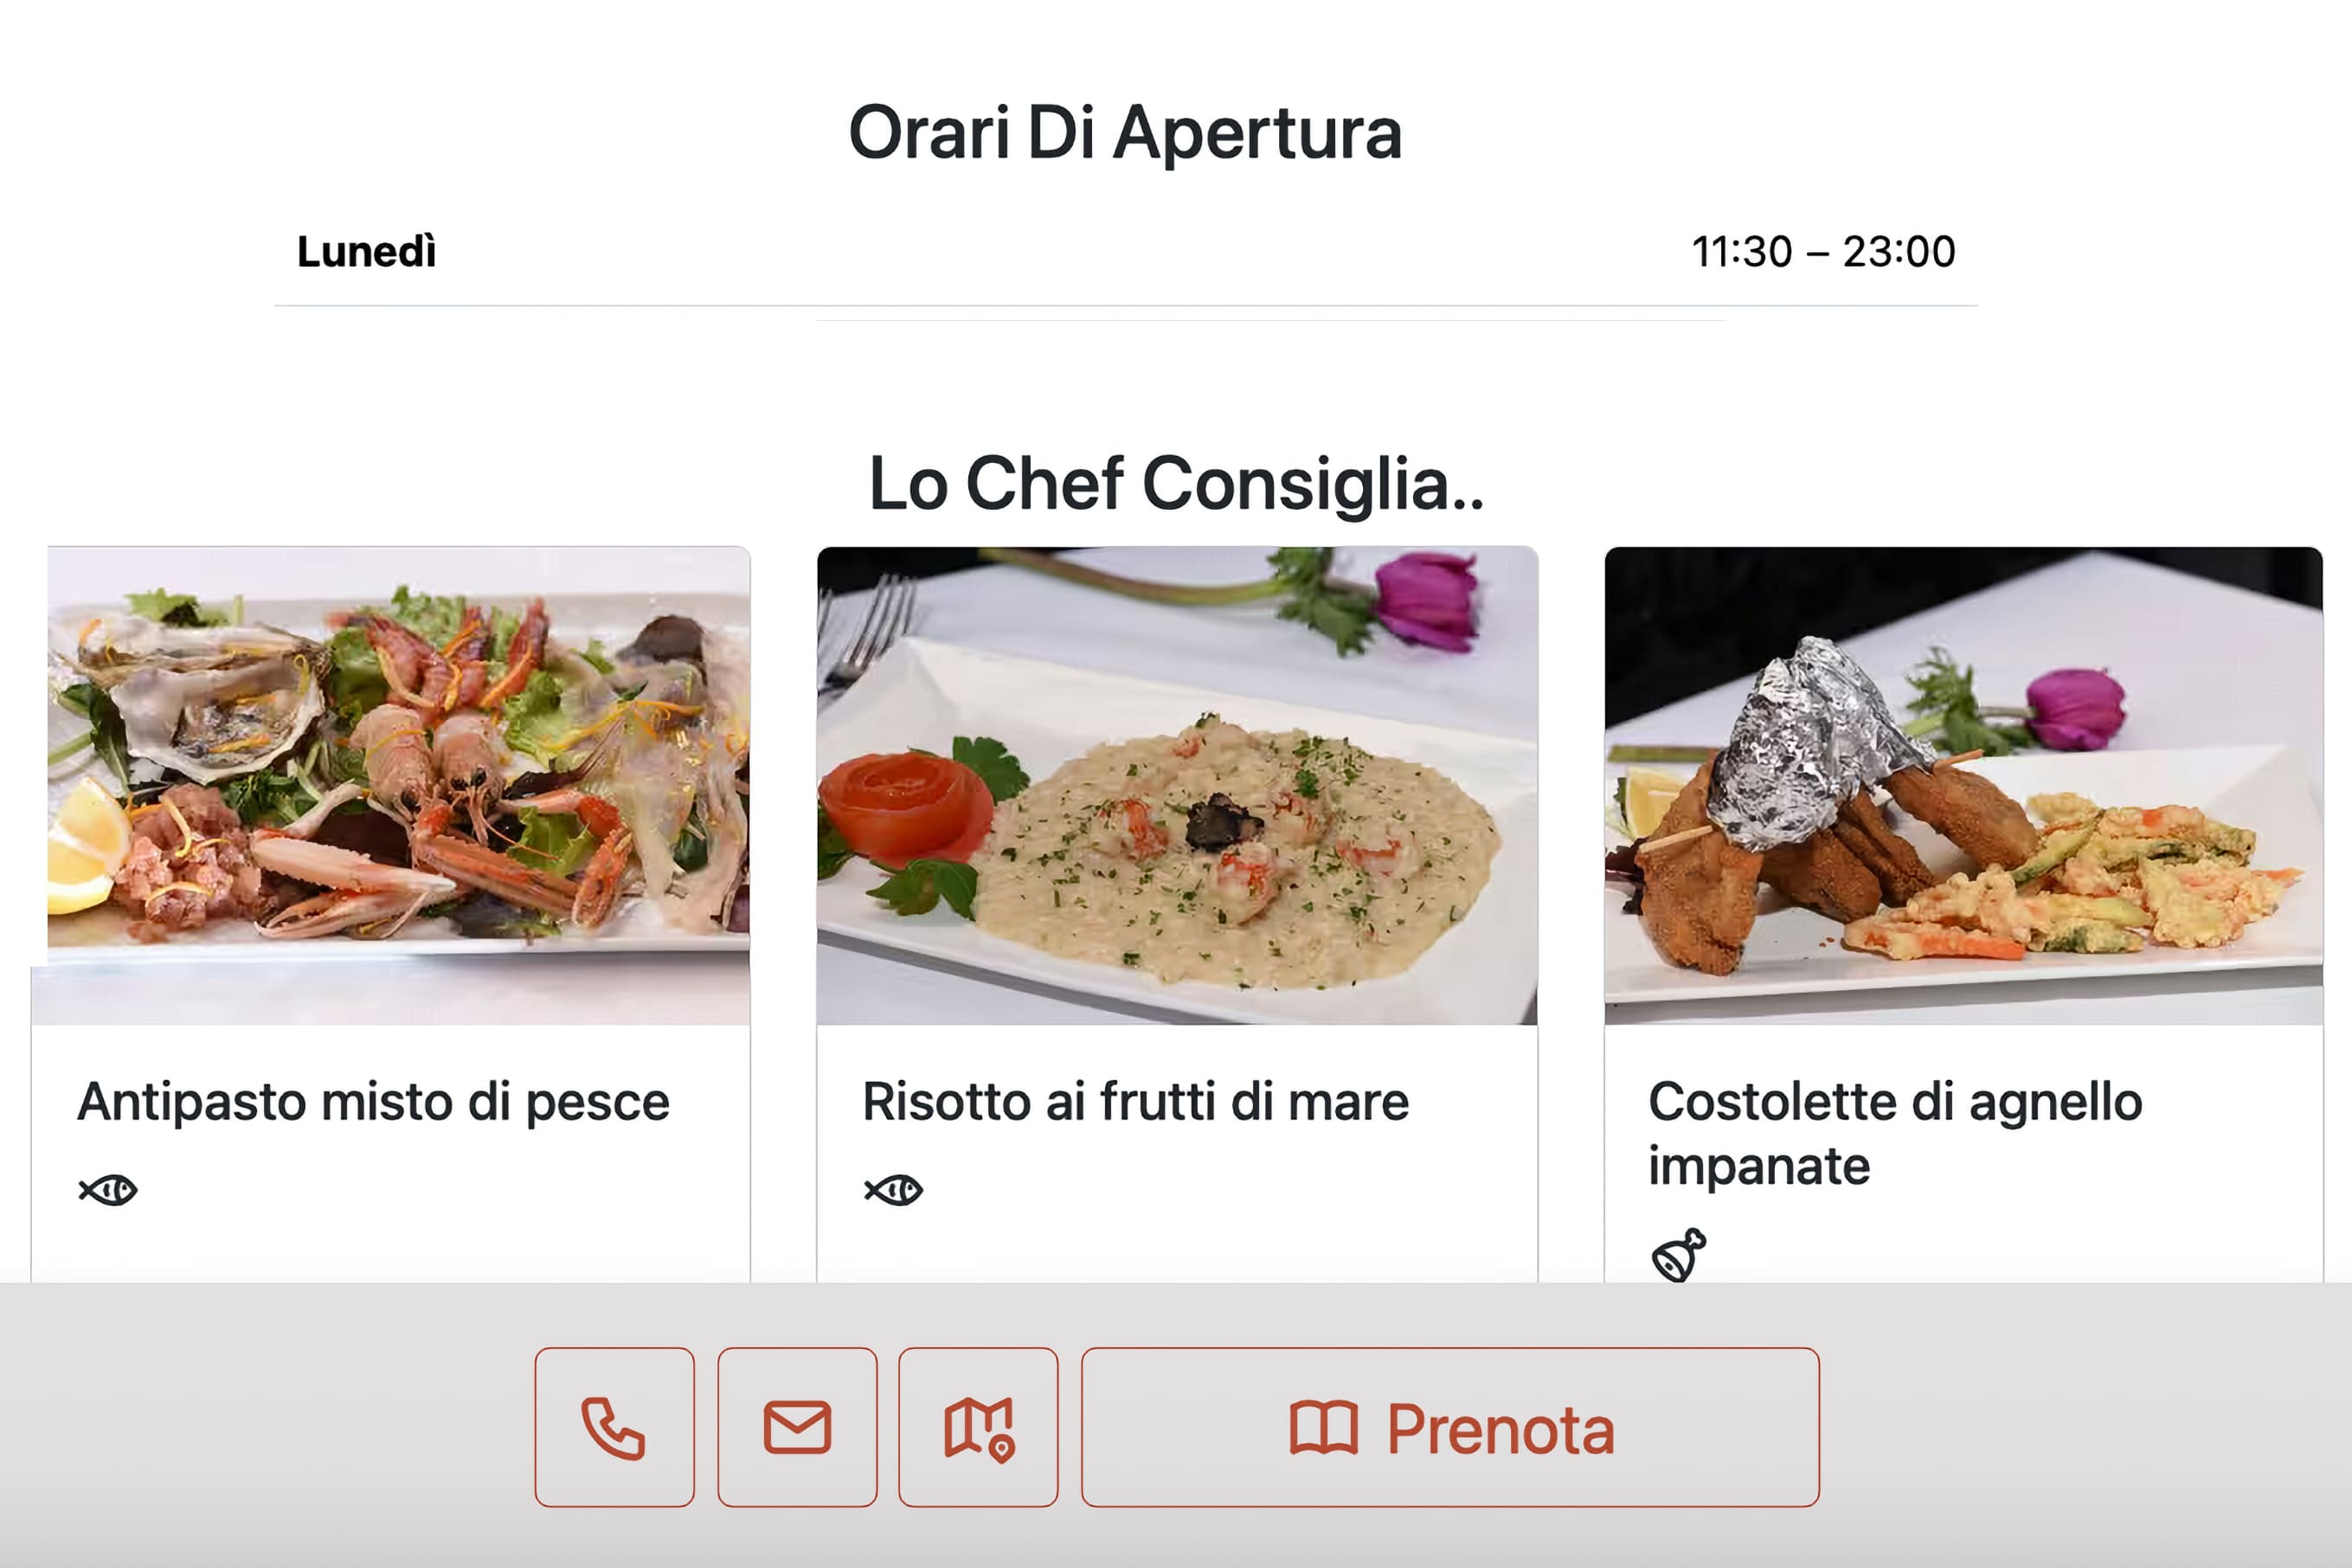 Orari Di Apertura
Lunedì 11:30 – 23:00
Lo Chef Consiglia..
Antipasto misto di pesce
Risotto ai frutti di mare
Costolette di agnello
impanate
Prenota